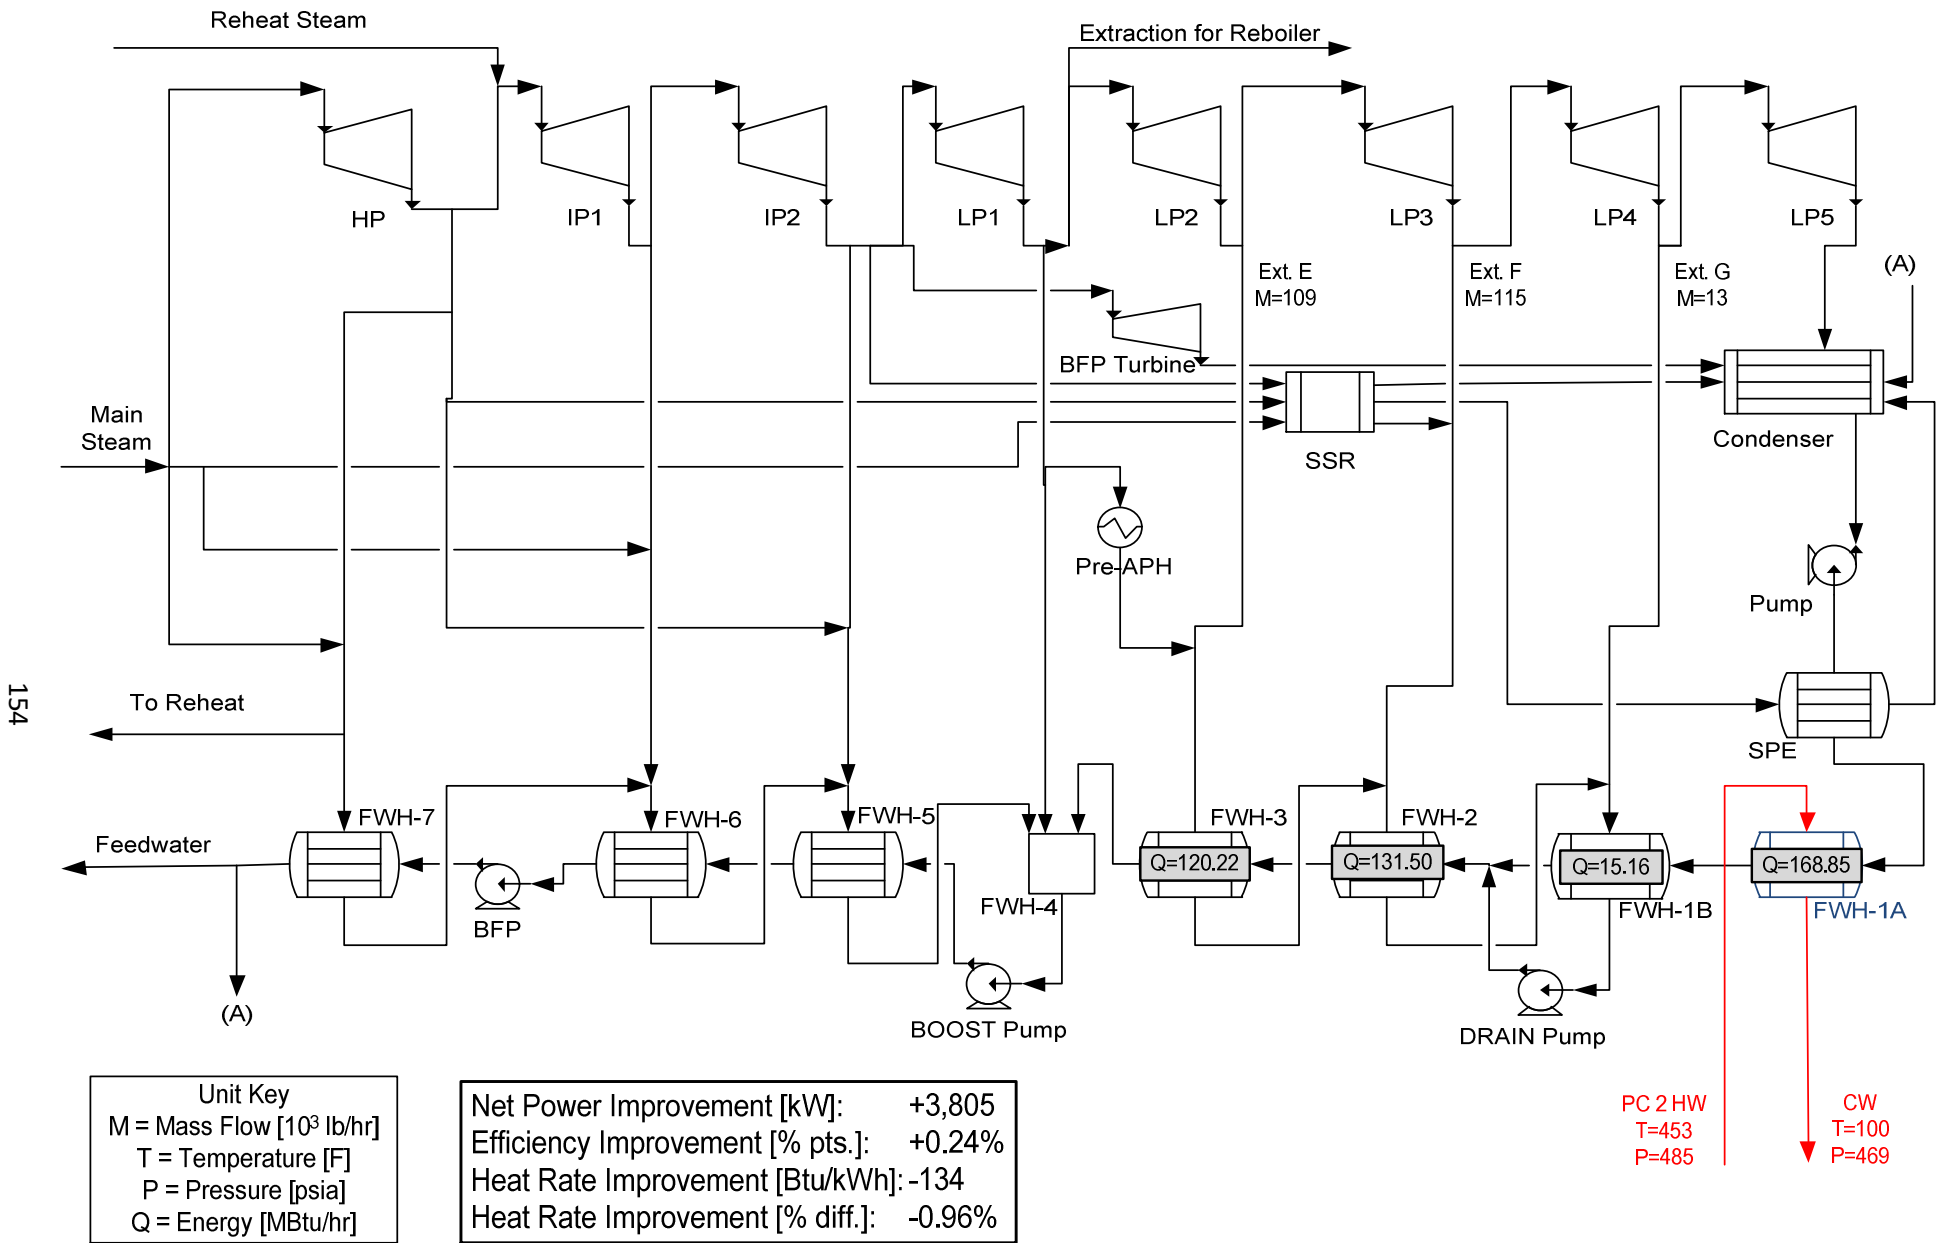 Reheat Steam
Extraction for Reboiler
HP
IP1
IP2
LP1
LP2
LP3
LP4
LP5
Ext. E
M=109
Ext. F
M=115
Ext. G
M=13
(A)
BFP Turbine
SSR
Condenser
Main
Steam
Pre-APH
Pump
154
To Reheat
SPE
FWH-7
FWH-6
FWH-5
FWH-3
FWH-2
Feedwater
Q=120.22
Q=131.50
Q=15.16
Q=168.85
BFP
FWH-4
FWH-1B
FWH-1A
(A)
BOOST Pump
DRAIN Pump
Unit Key
M = Mass Flow [10³ lb/hr]
T = Temperature [F]
P = Pressure [psia]
Q = Energy [MBtu/hr]
Net Power Improvement [kW]: +3,805
Efficiency Improvement [% pts.]: +0.24%
Heat Rate Improvement [Btu/kWh]: -134
Heat Rate Improvement [% diff.]: -0.96%
PC 2 HW
T=453
P=485
CW
T=100
P=469